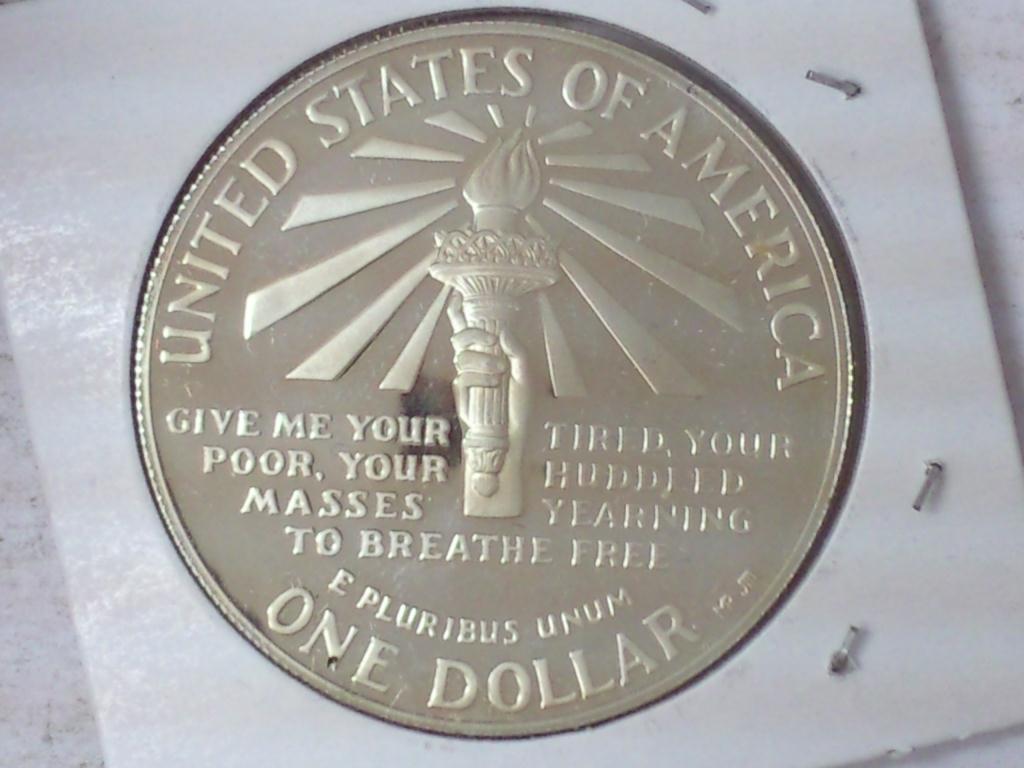 UNITED STATES OF AMERICA
GIVE ME YOUR TIRED, YOUR
POOR, YOUR HUDDLED
MASSES YEARNING
TO BREATHE FREE
E PLURIBUS UNUM
ONE DOLLAR